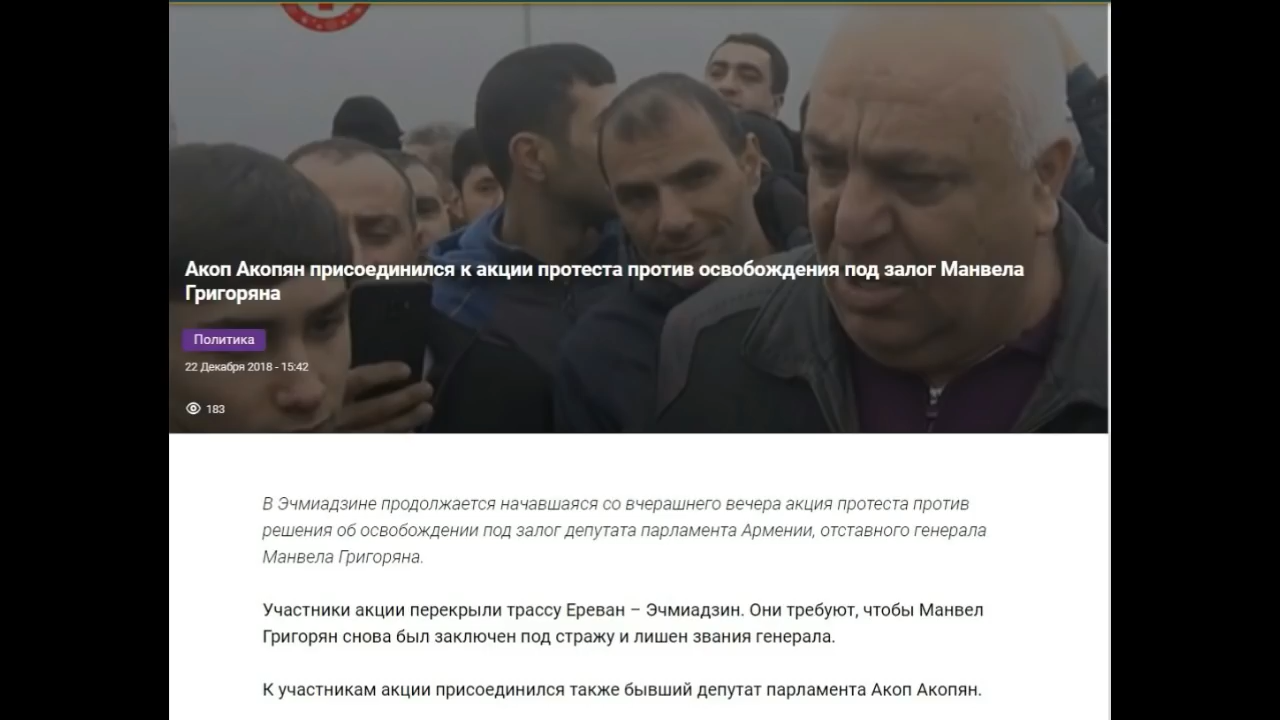 Акоп Акопян присоединился к акции протеста против освобождения под залог Манвела
Григоряна
Политика
22 Декабря 2018 - 15:42
183
В Эчмиадзине продолжается начавшаяся со вчерашнего вечера акция протеста против
решения об освобождении под залог депутата парламента Армении, отставного генерала
Манвела Григоряна.
Участники акции перекрыли трассу Ереван – Эчмиадзин. Они требуют, чтобы Манвел
Григорян снова был заключен под стражу и лишен звания генерала.
К участникам акции присоединился также бывший депутат парламента Акоп Акопян.